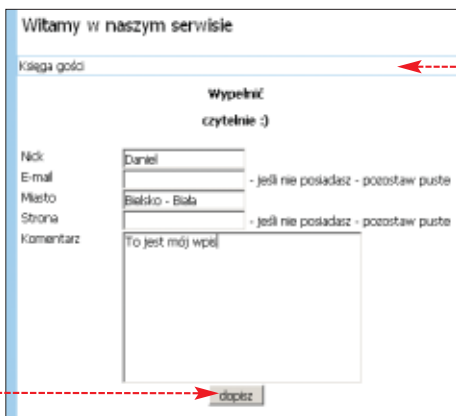 Witamy w naszym serwisie
Księga gości
Wypełnić
czytelnie :)
Nick Daniel
E-mail - jeśli nie posiadasz - pozostaw puste
Miasto Bielsko - Biała
Strona - jeśli nie posiadasz - pozostaw puste
Komentarz To jest mój wpis
dopisz